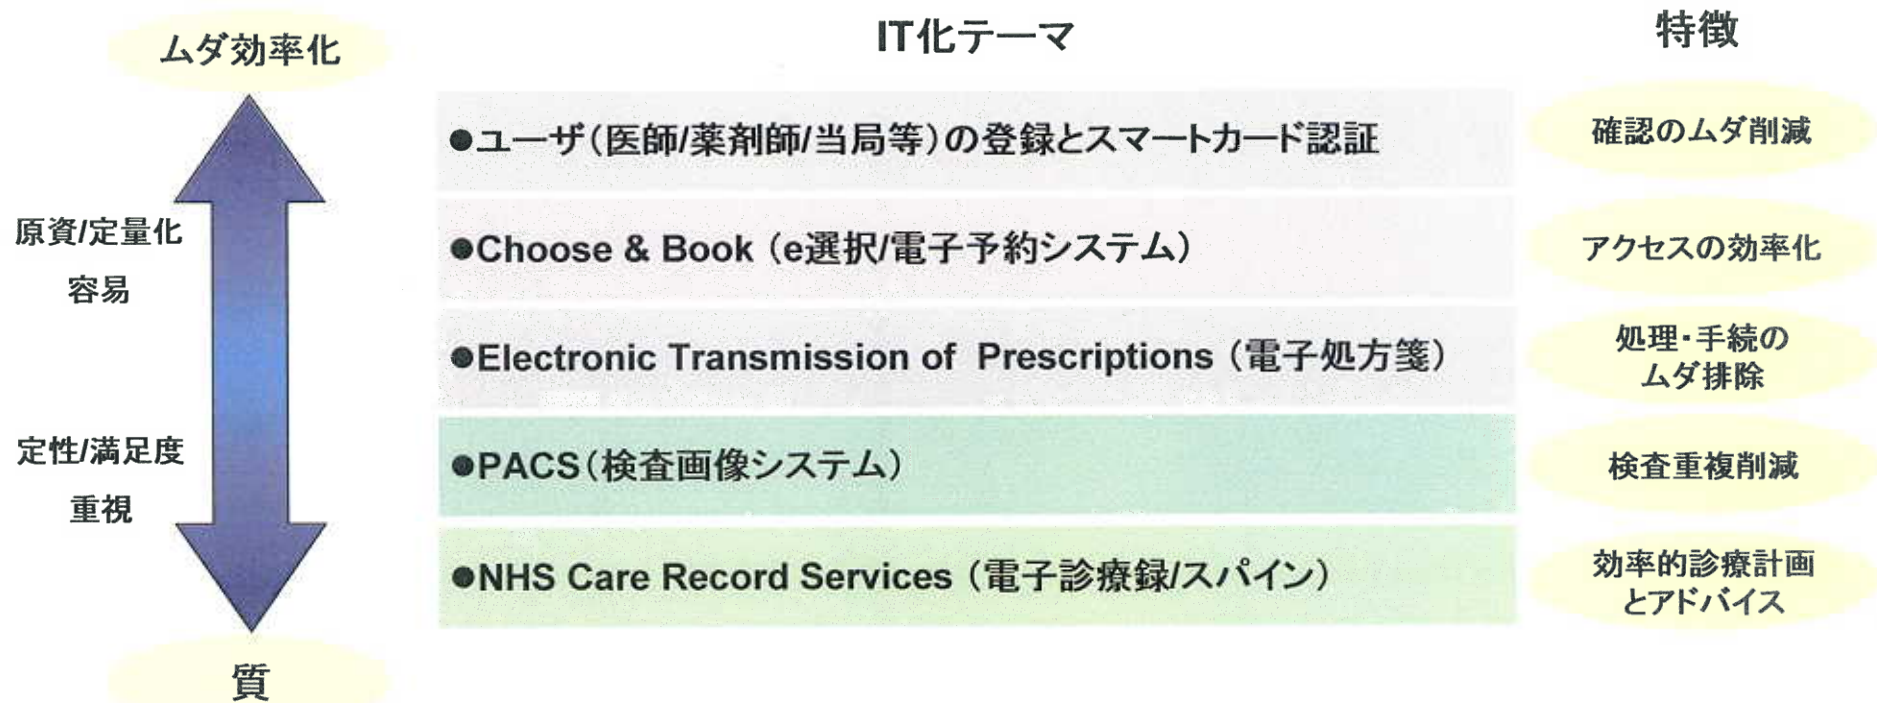 ムダ効率化
IT化テーマ
特徴
●ユーザ(医師/薬剤師/当局等)の登録とスマートカード認証
確認のムダ削減
原資/定量化
容易
●Choose & Book (e選択/電子予約システム)
アクセスの効率化
●Electronic Transmission of Prescriptions (電子処方箋)
処理・手続の
ムダ排除
定性/満足度
重視
●PACS(検査画像システム)
検査重複削減
●NHS Care Record Services (電子診療録/スパイン)
効率的診療計画
とアドバイス
質